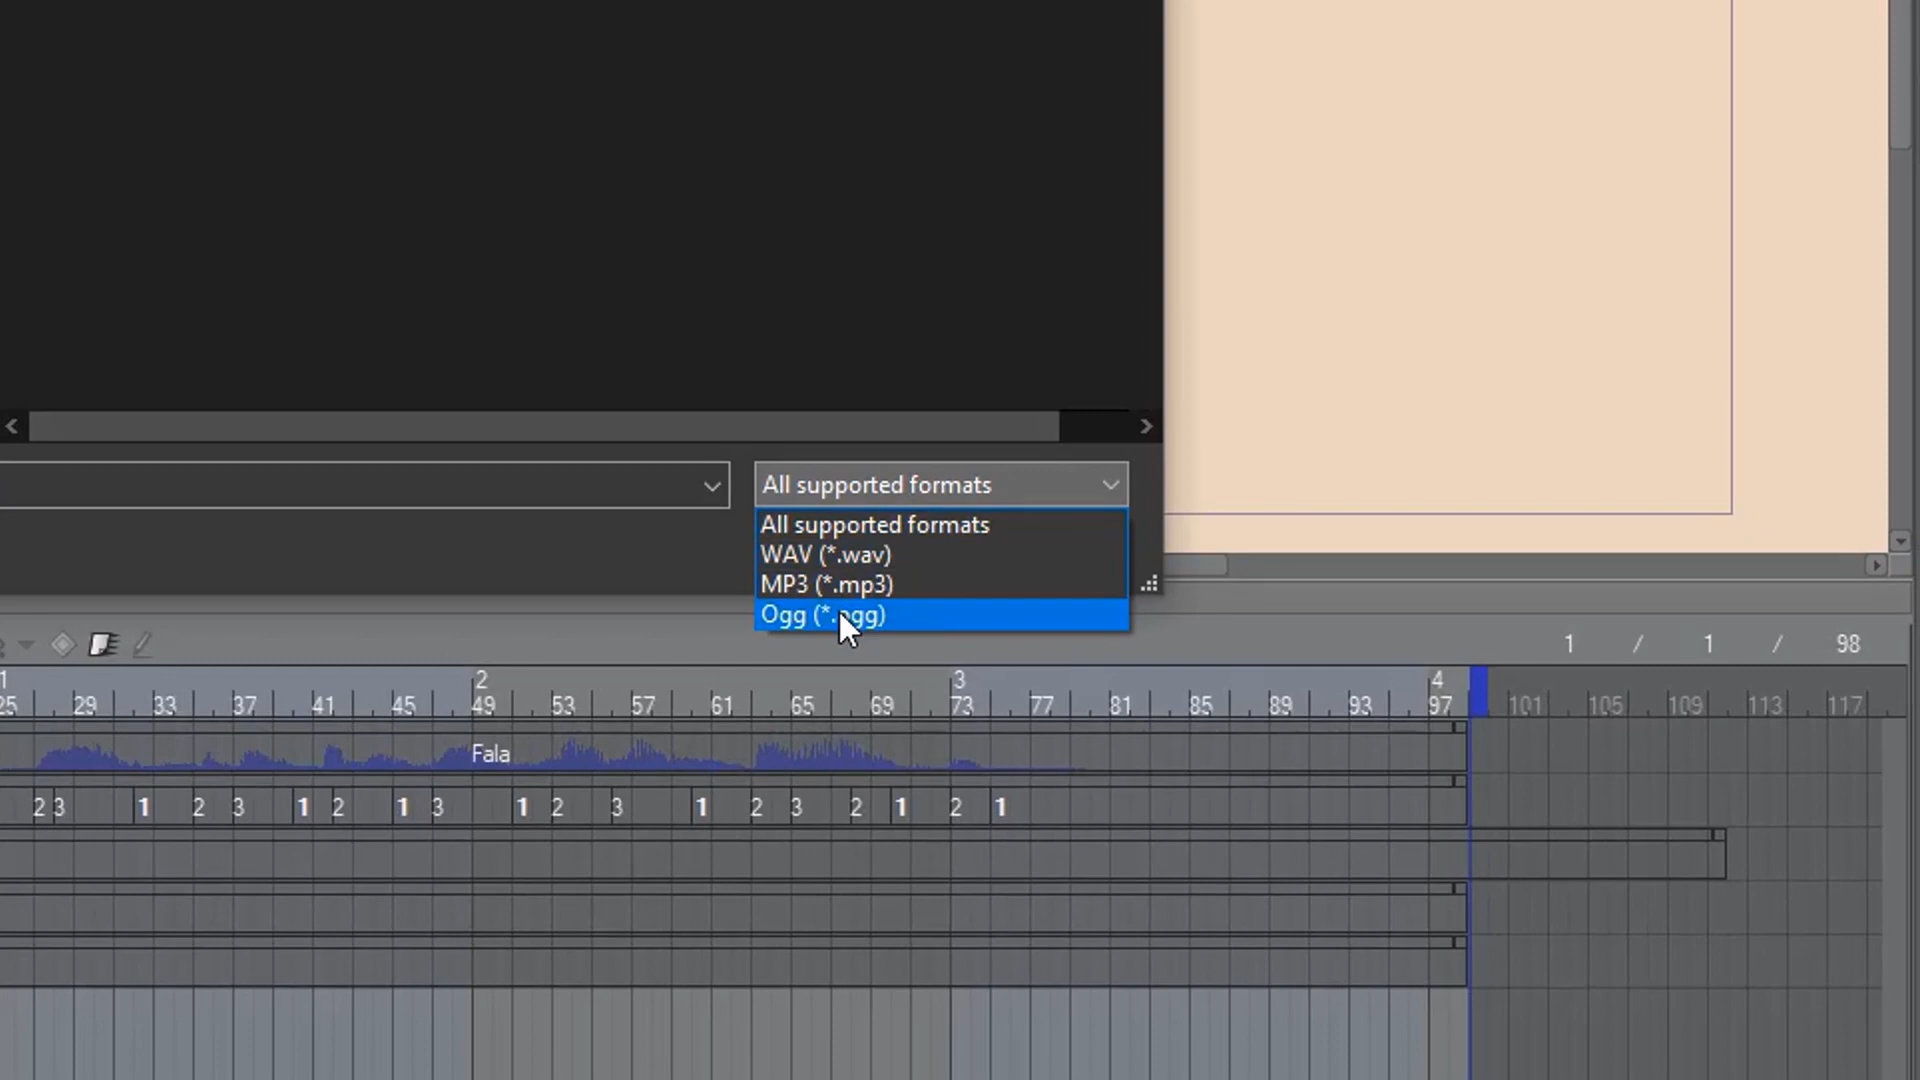 All supported formats
All supported formats
WAV (*.wav)
MP3 (*.mp3)
Ogg (*.ogg)
1 / 1 / 98
1 2 3 4
25 29 33 37 41 45 49 53 57 61 65 69 73 77 81 85 89 93 97 101 105 109 113 117
Fala
2 3 1 2 3 1 2 1 3 1 2 3 1 2 3 2 1 2 1